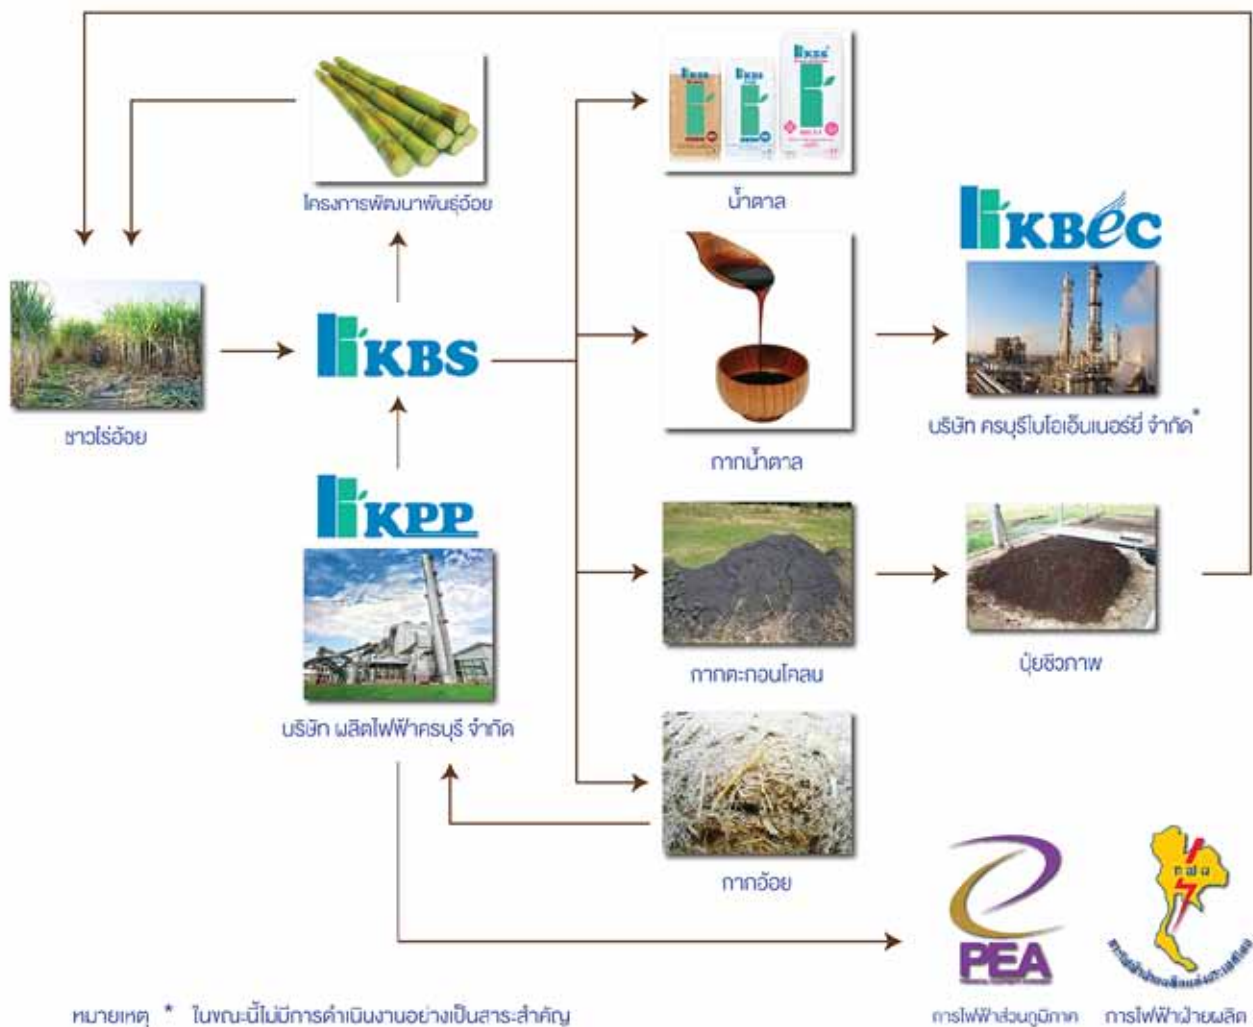 โครงการพัฒนาพันธุ์อ้อย
น้ำตาล
KBS
KBS
KBS
KBEC
ชาวไร่อ้อย
KBS
กากน้ำตาล
บริษัท ครบุรีไบโอเอ็นเนอร์ยี่ จำกัด*
KPP
บริษัท ผลิตไฟฟ้าครบุรี จำกัด
กากตะกอนโคลน
ปุ๋ยชีวภาพ
กากอ้อย
PEA
กฟผ
การไฟฟ้าส่วนภูมิภาค
การไฟฟ้าฝ่ายผลิต
หมายเหตุ * ในขณะนี้ไม่มีการดำเนินงานอย่างเป็นสาระสำคัญ